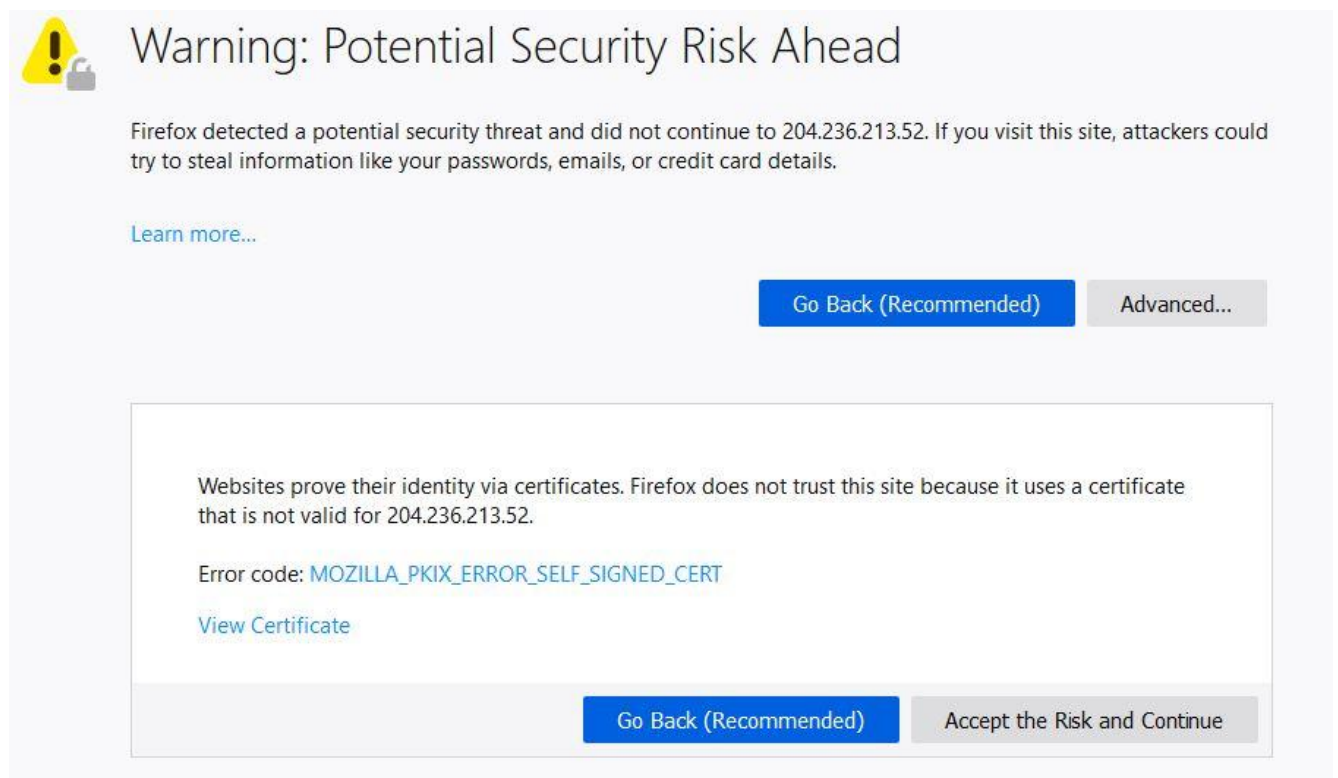 Warning: Potential Security Risk Ahead
Firefox detected a potential security threat and did not continue to 204.236.213.52. If you visit this site, attackers could
try to steal information like your passwords, emails, or credit card details.
Learn more...
Go Back (Recommended) Advanced...
Websites prove their identity via certificates. Firefox does not trust this site because it uses a certificate
that is not valid for 204.236.213.52.
Error code: MOZILLA_PKIX_ERROR_SELF_SIGNED_CERT
View Certificate
Go Back (Recommended) Accept the Risk and Continue